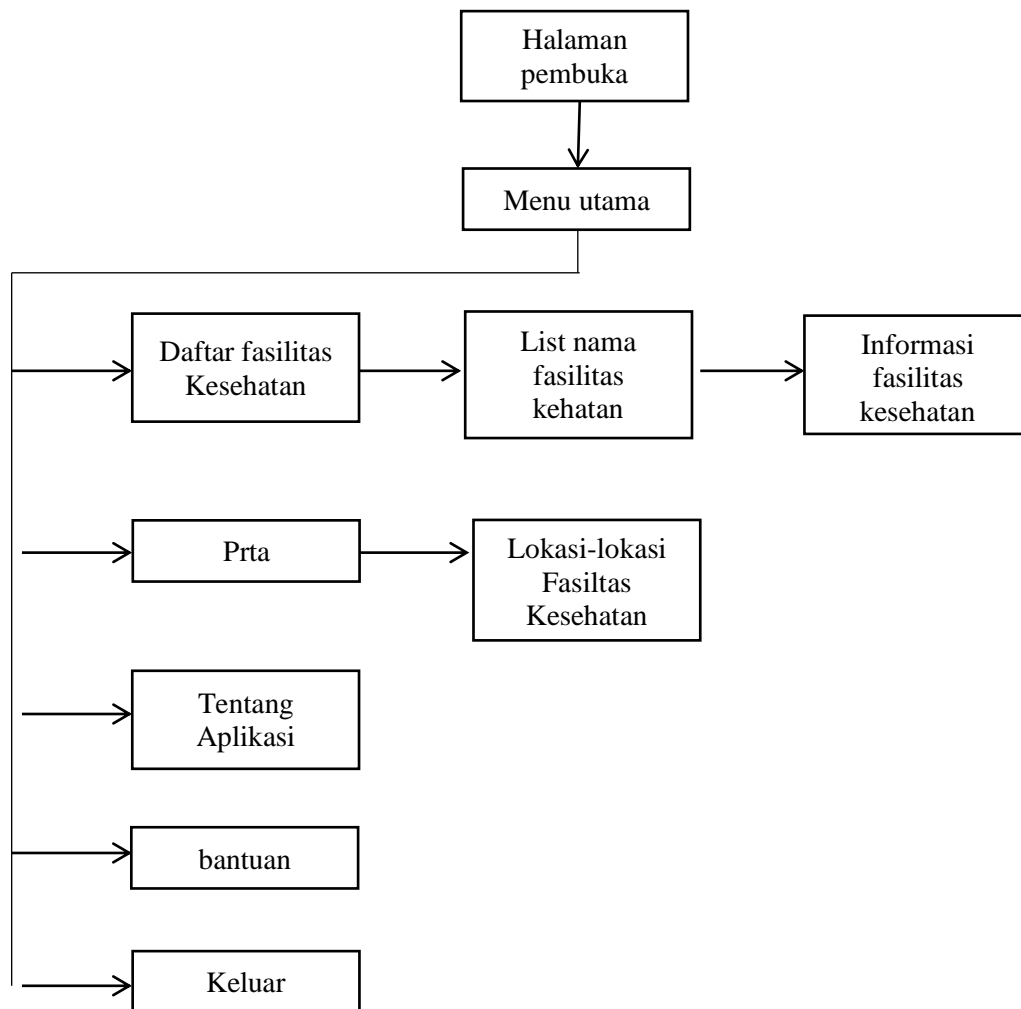 Halaman
pembuka
Menu utama
Daftar fasilitas
Kesehatan
List nama
fasilitas
kehatan
Informasi
fasilitas
kesehatan
Prta
Lokasi-lokasi
Fasiltas
Kesehatan
Tentang
Aplikasi
bantuan
Keluar